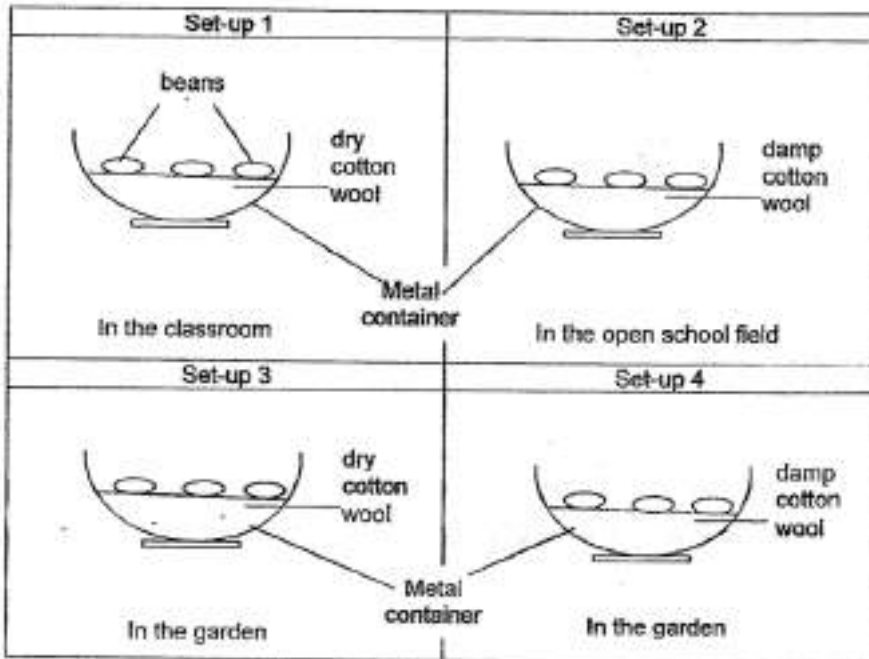 Set-up 1
Set-up 2
beans
dry
cotton
wool
damp
cotton
wool
Metal
container
In the classroom
In the open school field
Set-up 3
Set-up 4
dry
cotton
wool
damp
cotton
wool
Metal
container
In the garden
In the garden